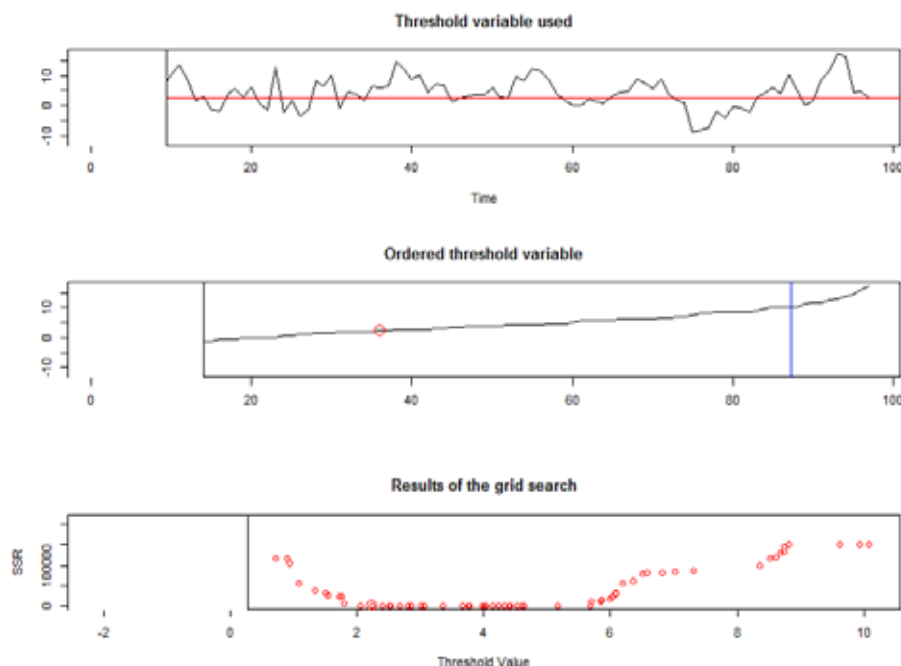 Threshold variable used
-10 0 10
0 20 40 60 80 100
Time
Ordered threshold variable
-10 0 10
0 20 40 60 80 100
Results of the grid search
SSR
0 100000
-2 0 2 4 6 8 10
Threshold Value